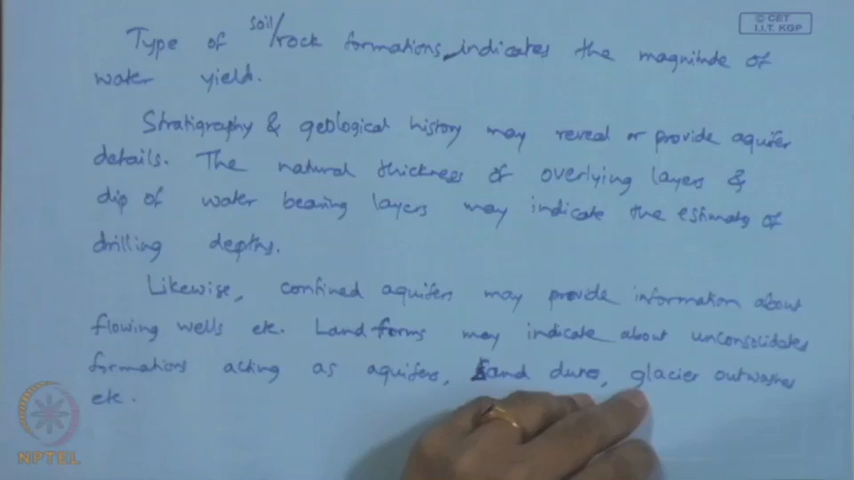 © CET
I.I.T. KGP
Type of soil/rock formations indicates the magnitude of
water yield.
Stratigraphy & geological history may reveal or provide aquifer
details. The natural thickness of overlying layers &
dip of water bearing layers may indicate the estimate of
drilling depths.
Likewise, confined aquifers may provide information about
flowing wells etc. Land forms may indicate about unconsolidates
formations acting as aquifers, sand dunes, glacier outwashes
etc.
NPTEL